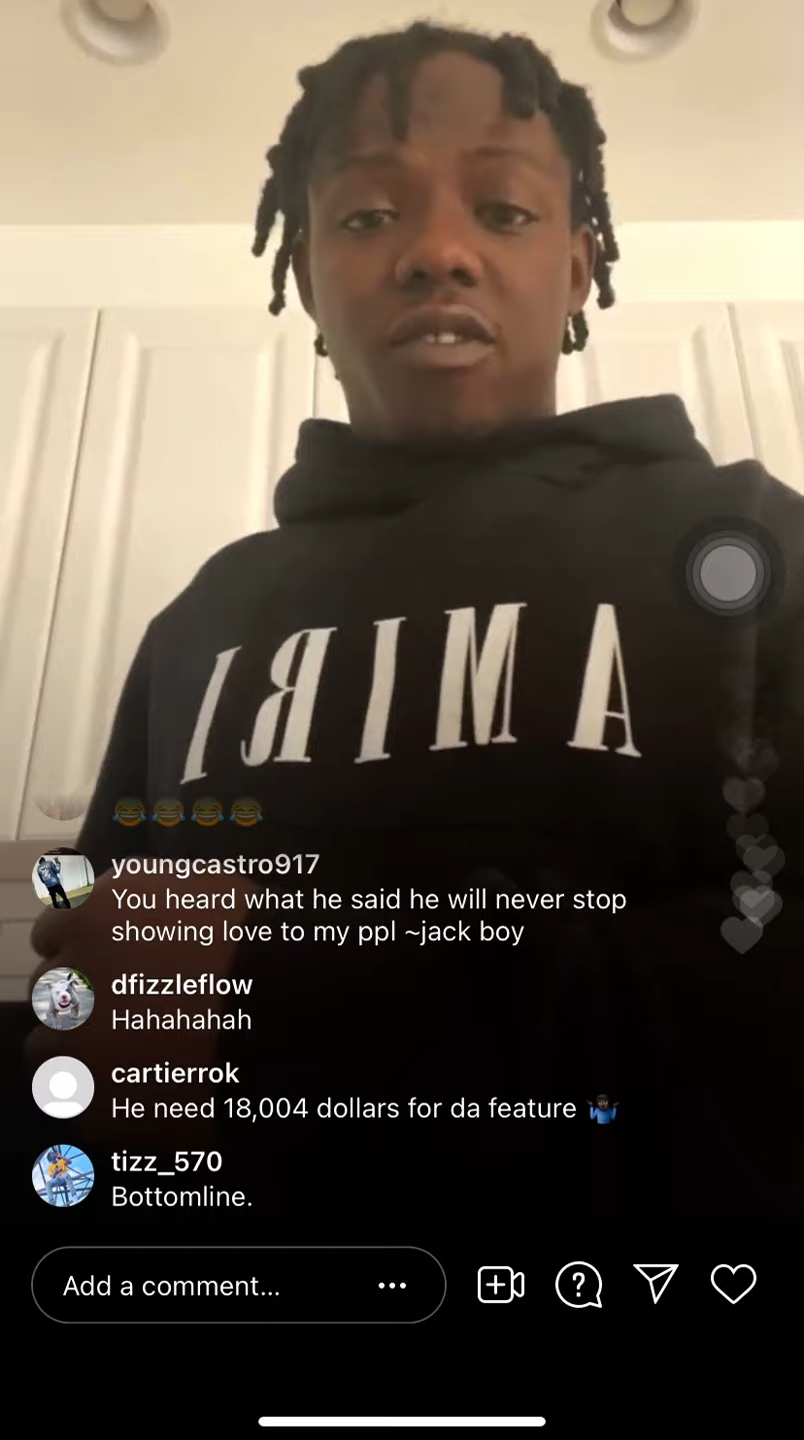 AMIRI
😂😂😂😂
youngcastro917
You heard what he said he will never stop
showing love to my ppl ~jack boy
dfizzleflow
Hahahahah
cartierrok
He need 18,004 dollars for da feature 🤷🏿‍♂️
tizz_570
Bottomline.
Add a comment...